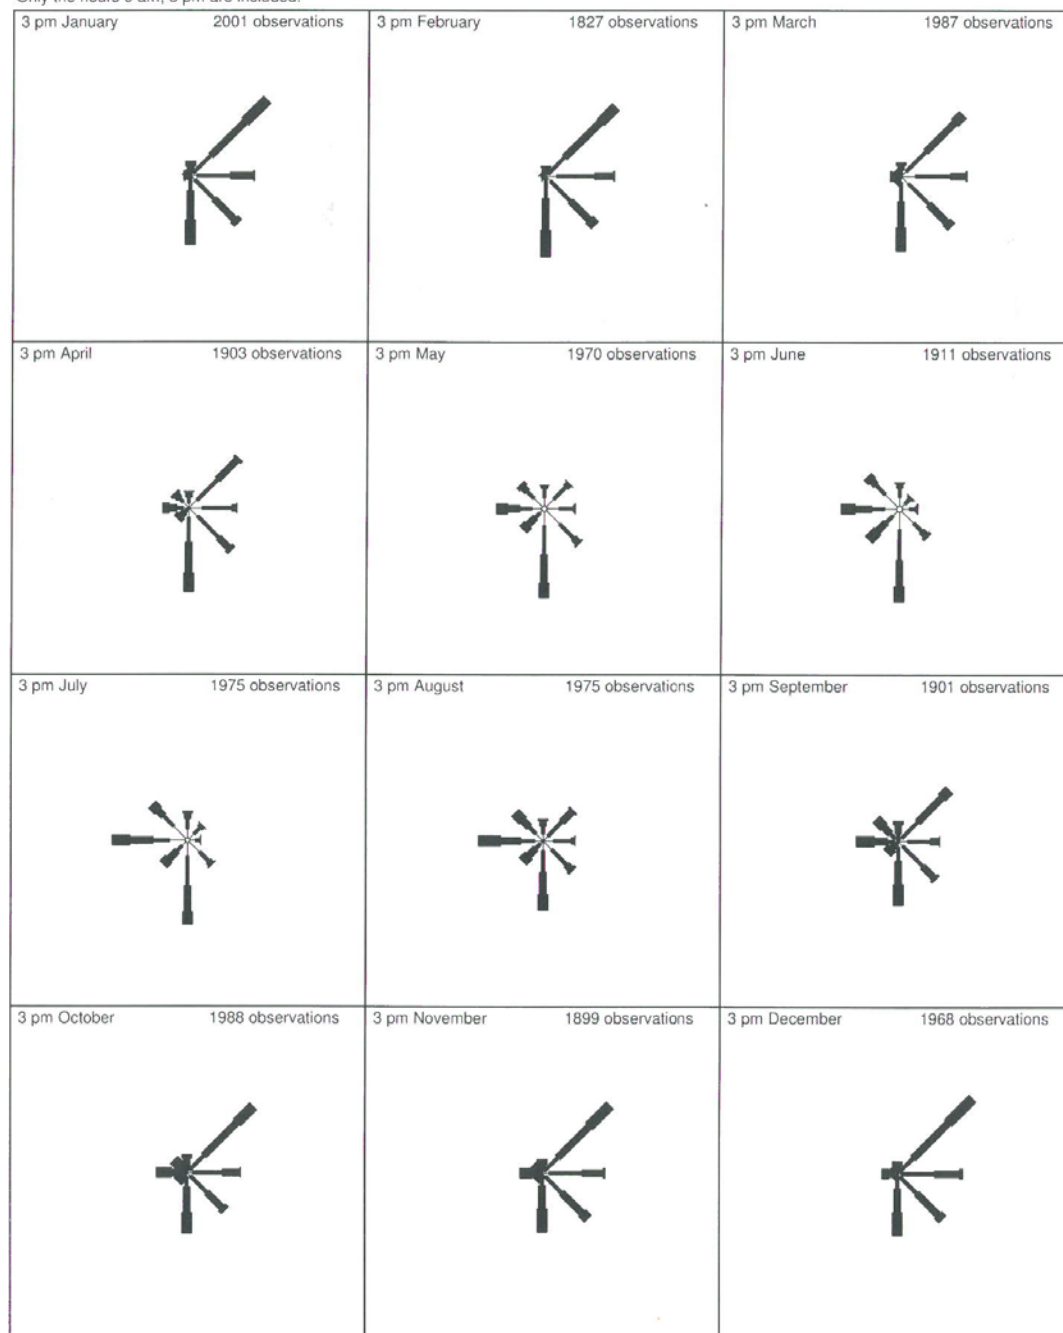 3 pm January 2001 observations
3 pm February 1827 observations
3 pm March 1987 observations
3 pm April 1903 observations
3 pm May 1970 observations
3 pm June 1911 observations
3 pm July 1975 observations
3 pm August 1975 observations
3 pm September 1901 observations
3 pm October 1988 observations
3 pm November 1899 observations
3 pm December 1968 observations